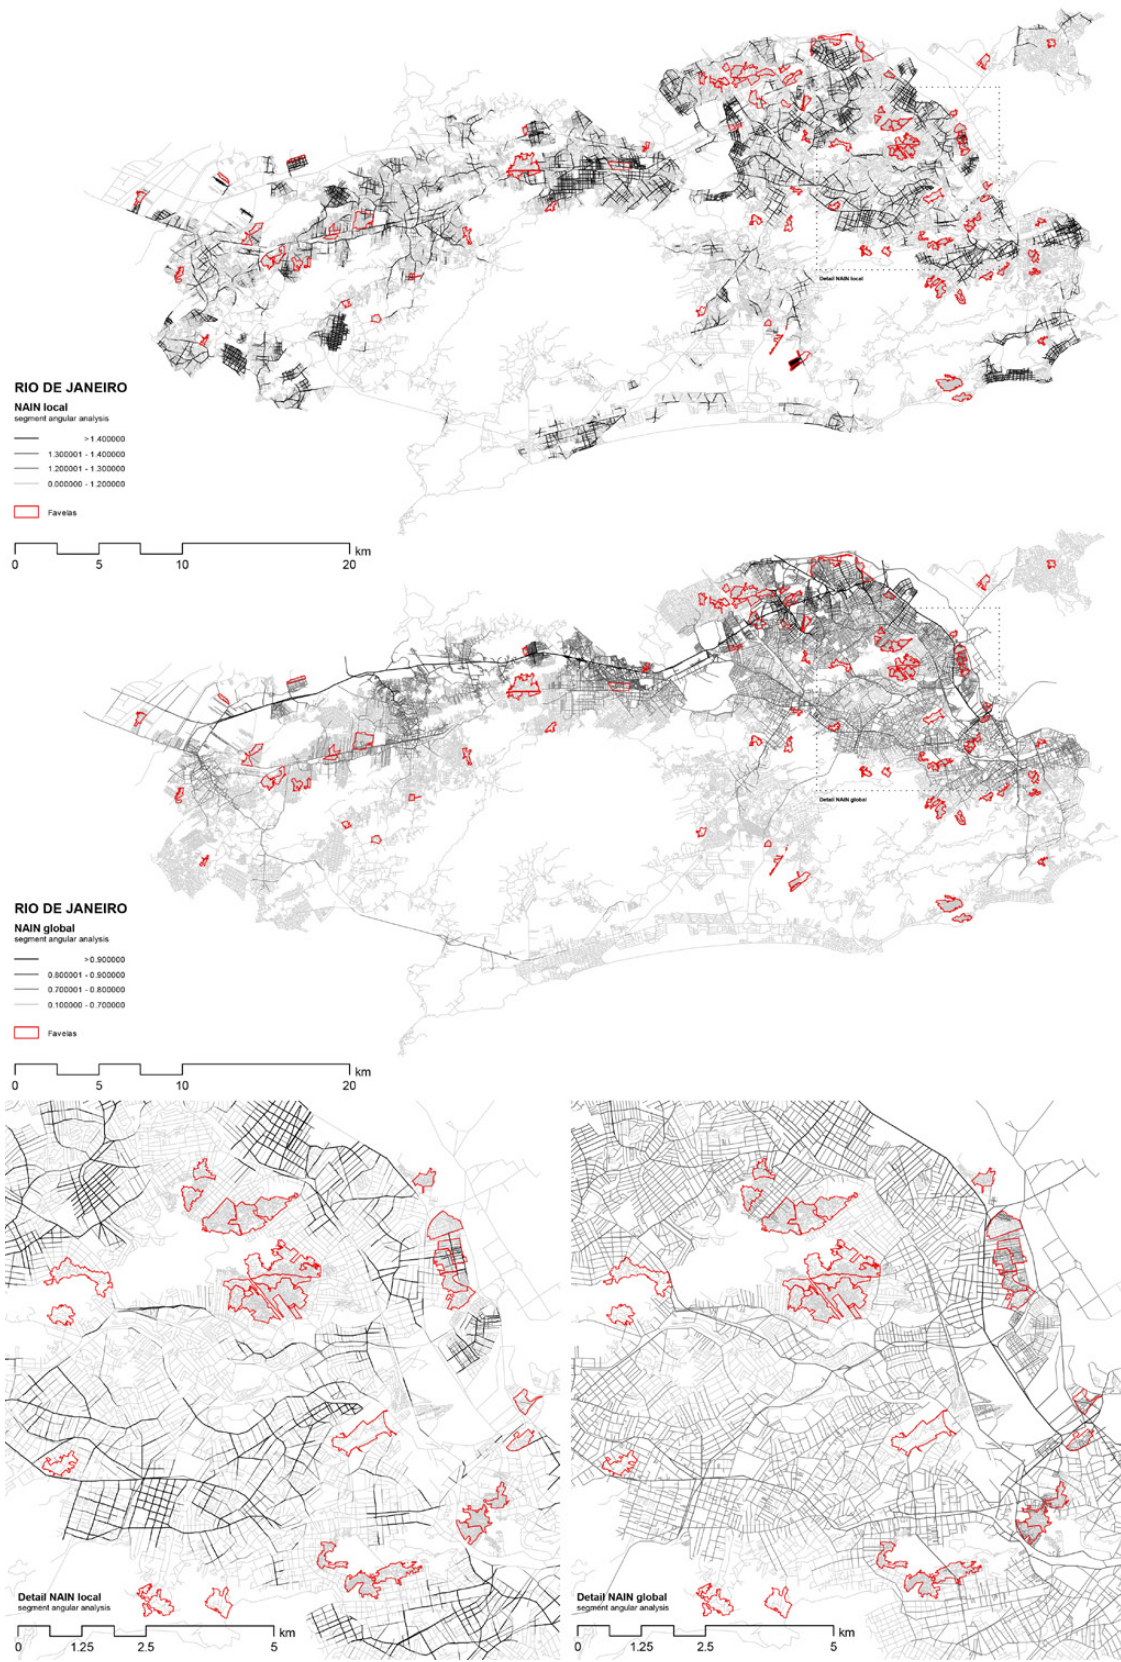 Detail NAIN local
RIO DE JANEIRO
NAIN local
segment angular analysis
> 1.400000
1.300001 - 1.400000
1.200001 - 1.300000
0.000000 - 1.200000
Favelas
km
0 5 10 20
Detail NAIN global
RIO DE JANEIRO
NAIN global
segment angular analysis
> 0.900000
0.800001 - 0.900000
0.700001 - 0.800000
0.100000 - 0.700000
Favelas
km
0 5 10 20
Detail NAIN local
segment angular analysis
km
0 1.25 2.5 5
Detail NAIN global
segment angular analysis
km
0 1.25 2.5 5